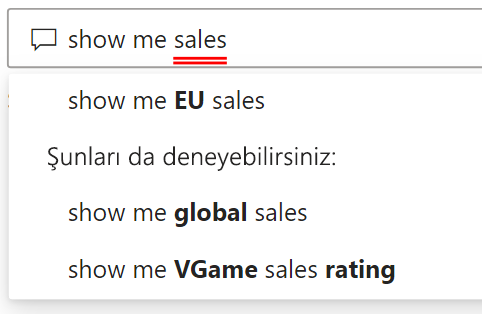 show me sales
show me EU sales
Şunları da deneyebilirsiniz:
show me global sales
show me VGame sales rating